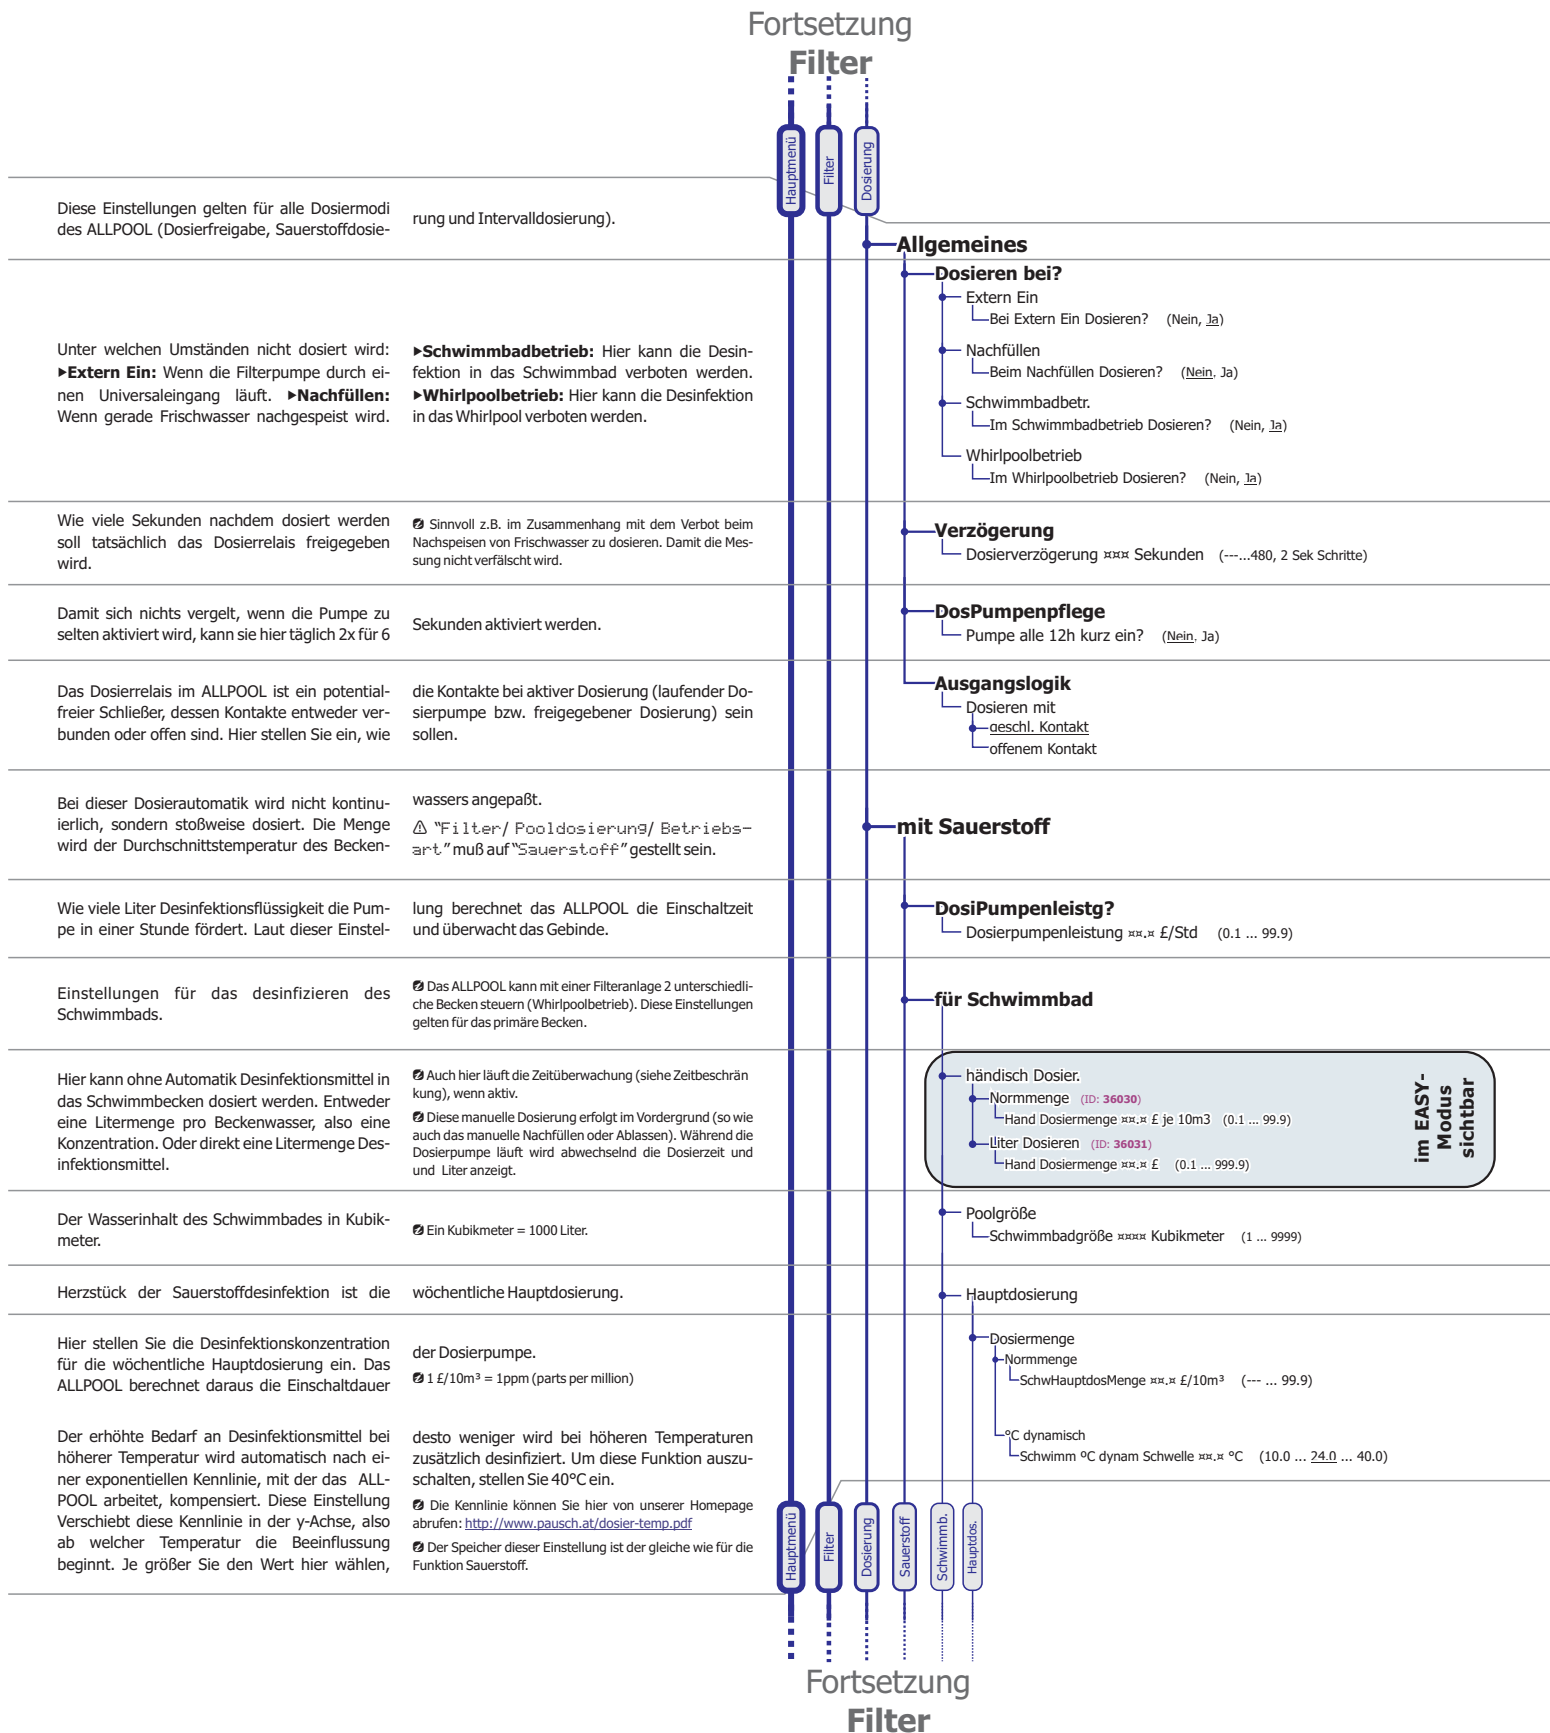 Fortsetzung
Filter
Hauptmenü
Filter
Dosierung
Diese Einstellungen gelten für alle Dosiermodi
des ALLPOOL (Dosierfreigabe, Sauerstoffdosie-
rung und Intervalldosierung).
Allgemeines
Unter welchen Umständen nicht dosiert wird:
▶Extern Ein: Wenn die Filterpumpe durch ei-
nen Universaleingang läuft. ▶Nachfüllen:
Wenn gerade Frischwasser nachgespeist wird.
▶Schwimmbadbetrieb: Hier kann die Desin-
fektion in das Schwimmbad verboten werden.
▶Whirlpoolbetrieb: Hier kann die Desinfektion
in das Whirlpool verboten werden.
Dosieren bei?
Extern Ein
Bei Extern Ein Dosieren? (Nein, Ja)
Nachfüllen
Beim Nachfüllen Dosieren? (Nein, Ja)
Schwimmbadbetr.
Im Schwimmbadbetrieb Dosieren? (Nein, Ja)
Whirlpoolbetrieb
Im Whirlpoolbetrieb Dosieren? (Nein, Ja)
Wie viele Sekunden nachdem dosiert werden
soll tatsächlich das Dosierrelais freigegeben
wird.
Sinnvoll z.B. im Zusammenhang mit dem Verbot beim
Nachspeisen von Frischwasser zu dosieren. Damit die Mes-
sung nicht verfälscht wird.
Verzögerung
Dosierverzögerung ¤¤¤ Sekunden (---...480, 2 Sek Schritte)
Damit sich nichts vergelt, wenn die Pumpe zu
selten aktiviert wird, kann sie hier täglich 2x für 6
Sekunden aktiviert werden.
DosPumpenpflege
Pumpe alle 12h kurz ein? (Nein, Ja)
Das Dosierrelais im ALLPOOL ist ein potential-
freier Schließer, dessen Kontakte entweder ver-
bunden oder offen sind. Hier stellen Sie ein, wie
die Kontakte bei aktiver Dosierung (laufender Do-
sierpumpe bzw. freigegebener Dosierung) sein
sollen.
Ausgangslogik
Dosieren mit
geschl. Kontakt
offenem Kontakt
Bei dieser Dosierautomatik wird nicht kontinu-
ierlich, sondern stoßweise dosiert. Die Menge
wird der Durchschnittstemperatur des Becken-
wassers angepaßt.
⚠ "Filter/ Pooldosierung/ Betriebs-
art" muß auf "Sauerstoff" gestellt sein.
mit Sauerstoff
Wie viele Liter Desinfektionsflüssigkeit die Pum-
pe in einer Stunde fördert. Laut dieser Einstel-
lung berechnet das ALLPOOL die Einschaltzeit
und überwacht das Gebinde.
DosiPumpenleistg?
Dosierpumpenleistung ¤¤.¤ £/Std (0.1 ... 99.9)
Einstellungen für das desinfizieren des
Schwimmbads.
Das ALLPOOL kann mit einer Filteranlage 2 unterschiedli-
che Becken steuern (Whirlpoolbetrieb). Diese Einstellungen
gelten für das primäre Becken.
für Schwimmbad
Hier kann ohne Automatik Desinfektionsmittel in
das Schwimmbecken dosiert werden. Entweder
eine Litermenge pro Beckenwasser, also eine
Konzentration. Oder direkt eine Litermenge Des-
infektionsmittel.
Auch hier läuft die Zeitüberwachung (siehe Zeitbeschrän
kung), wenn aktiv.
Diese manuelle Dosierung erfolgt im Vordergrund (so wie
auch das manuelle Nachfüllen oder Ablassen). Während die
Dosierpumpe läuft wird abwechselnd die Dosierzeit und
und Liter anzeigt.
händisch Dosier.
Normmenge (ID: 36030)
Hand Dosiermenge ¤¤.¤ £ je 10m3 (0.1 ... 99.9)
Liter Dosieren (ID: 36031)
Hand Dosiermenge ¤¤.¤ £ (0.1 ... 999.9)
im EASY-
Modus
sichtbar
Der Wasserinhalt des Schwimmbades in Kubik-
meter.
Ein Kubikmeter = 1000 Liter.
Poolgröße
Schwimmbadgröße ¤¤¤¤ Kubikmeter (1 ... 9999)
Herzstück der Sauerstoffdesinfektion ist die
wöchentliche Hauptdosierung.
Hauptdosierung
Hier stellen Sie die Desinfektionskonzentration
für die wöchentliche Hauptdosierung ein. Das
ALLPOOL berechnet daraus die Einschaltdauer
der Dosierpumpe.
1 £/10m³ = 1ppm (parts per million)
Dosiermenge
Normmenge
SchwHauptdosMenge ¤¤.¤ £/10m³ (--- ... 99.9)
Der erhöhte Bedarf an Desinfektionsmittel bei
höherer Temperatur wird automatisch nach ei-
ner exponentiellen Kennlinie, mit der das ALL-
POOL arbeitet, kompensiert. Diese Einstellung
Verschiebt diese Kennlinie in der y-Achse, also
ab welcher Temperatur die Beeinflussung
beginnt. Je größer Sie den Wert hier wählen,
desto weniger wird bei höheren Temperaturen
zusätzlich desinfiziert. Um diese Funktion auszu-
schalten, stellen Sie 40°C ein.
Die Kennlinie können Sie hier von unserer Homepage
abrufen: http://www.pausch.at/dosier-temp.pdf
Der Speicher dieser Einstellung ist der gleiche wie für die
Funktion Sauerstoff.
°C dynamisch
Schwimm °C dynam Schwelle ¤¤.¤ °C (10.0 ... 24.0 ... 40.0)
Hauptmenü
Filter
Dosierung
Sauerstoff
Schwimmb.
Hauptdos.
Fortsetzung
Filter